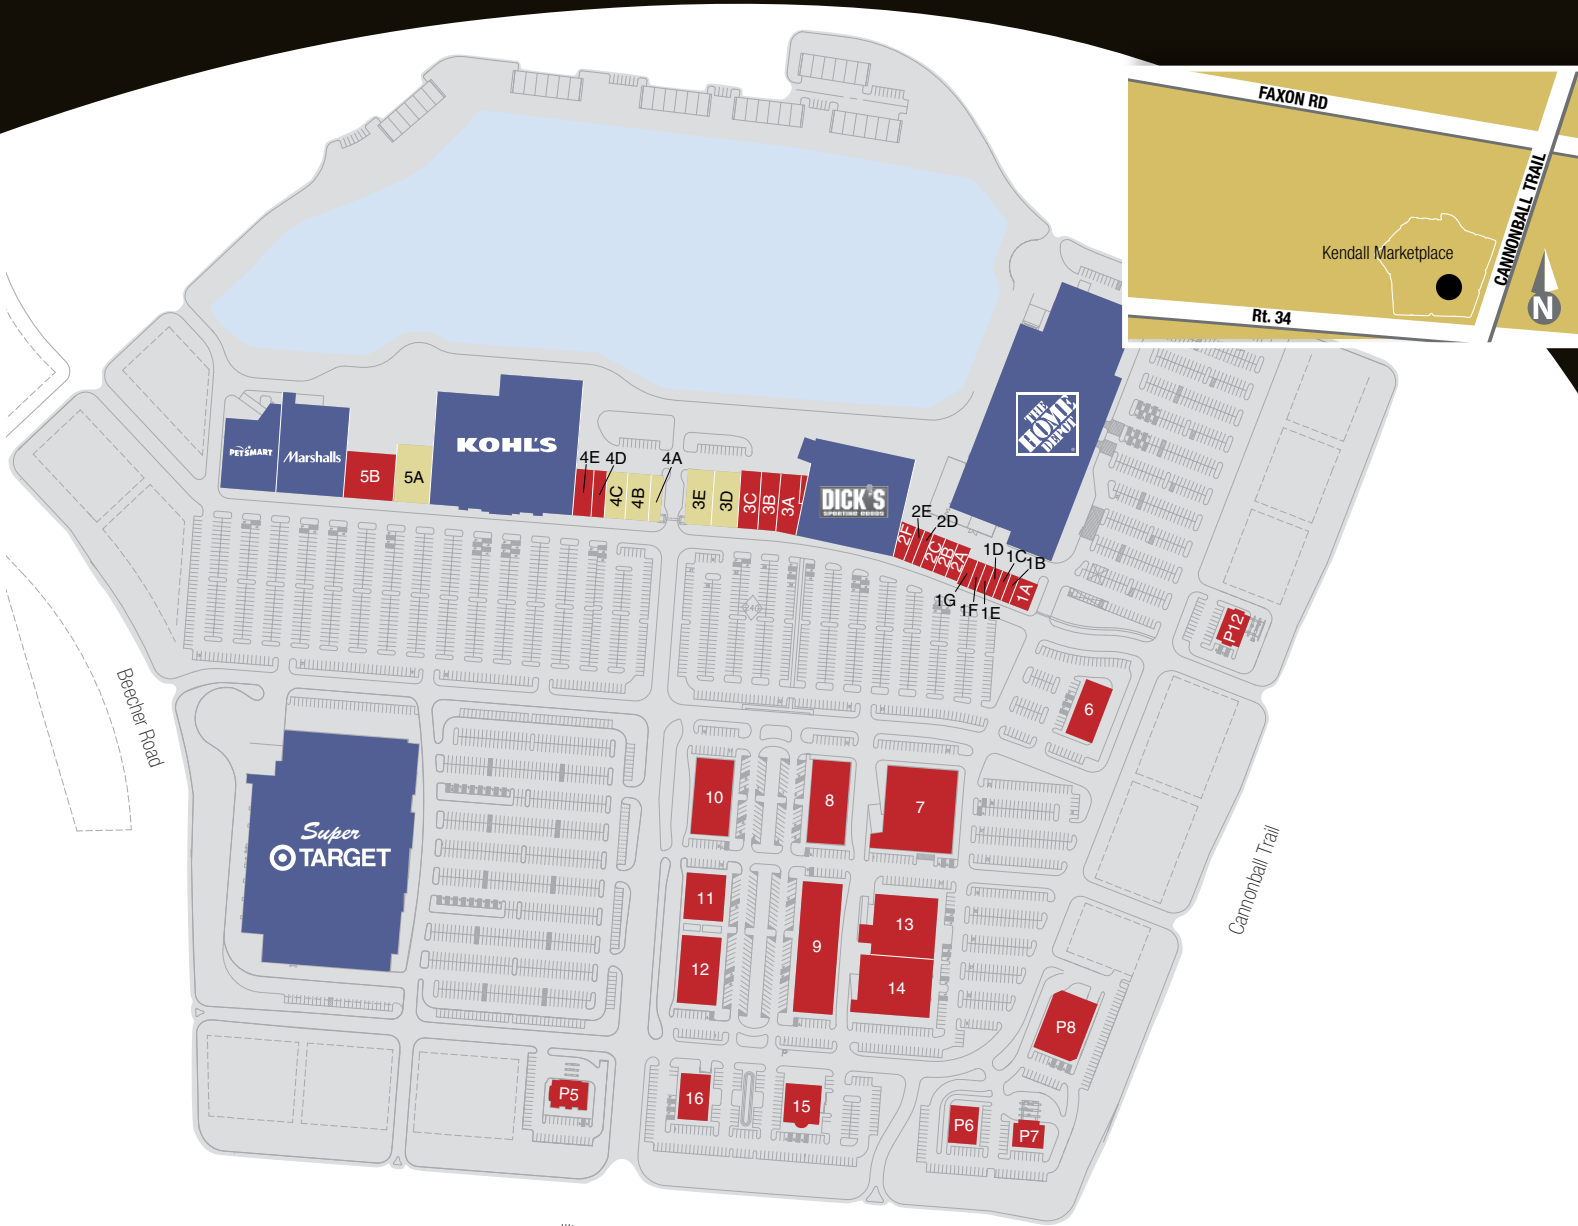 FAXON RD
CANNONBALL TRAIL
Kendall Marketplace
Rt. 34
N
THE
HOME
DEPOT
PETSMART
Marshalls
5B
5A
KOHL'S
4E
4D
4C
4B
4A
3E
3D
3C
3B
3A
DICK'S
SPORTING GOODS
2F
2E
2D
2C
2B
2A
1G
1F
1E
1D
1C
1B
1A
P12
6
Beecher Road
Super
TARGET
10
8
7
11
12
9
13
14
Cannonball Trail
P8
P5
16
15
P6
P7